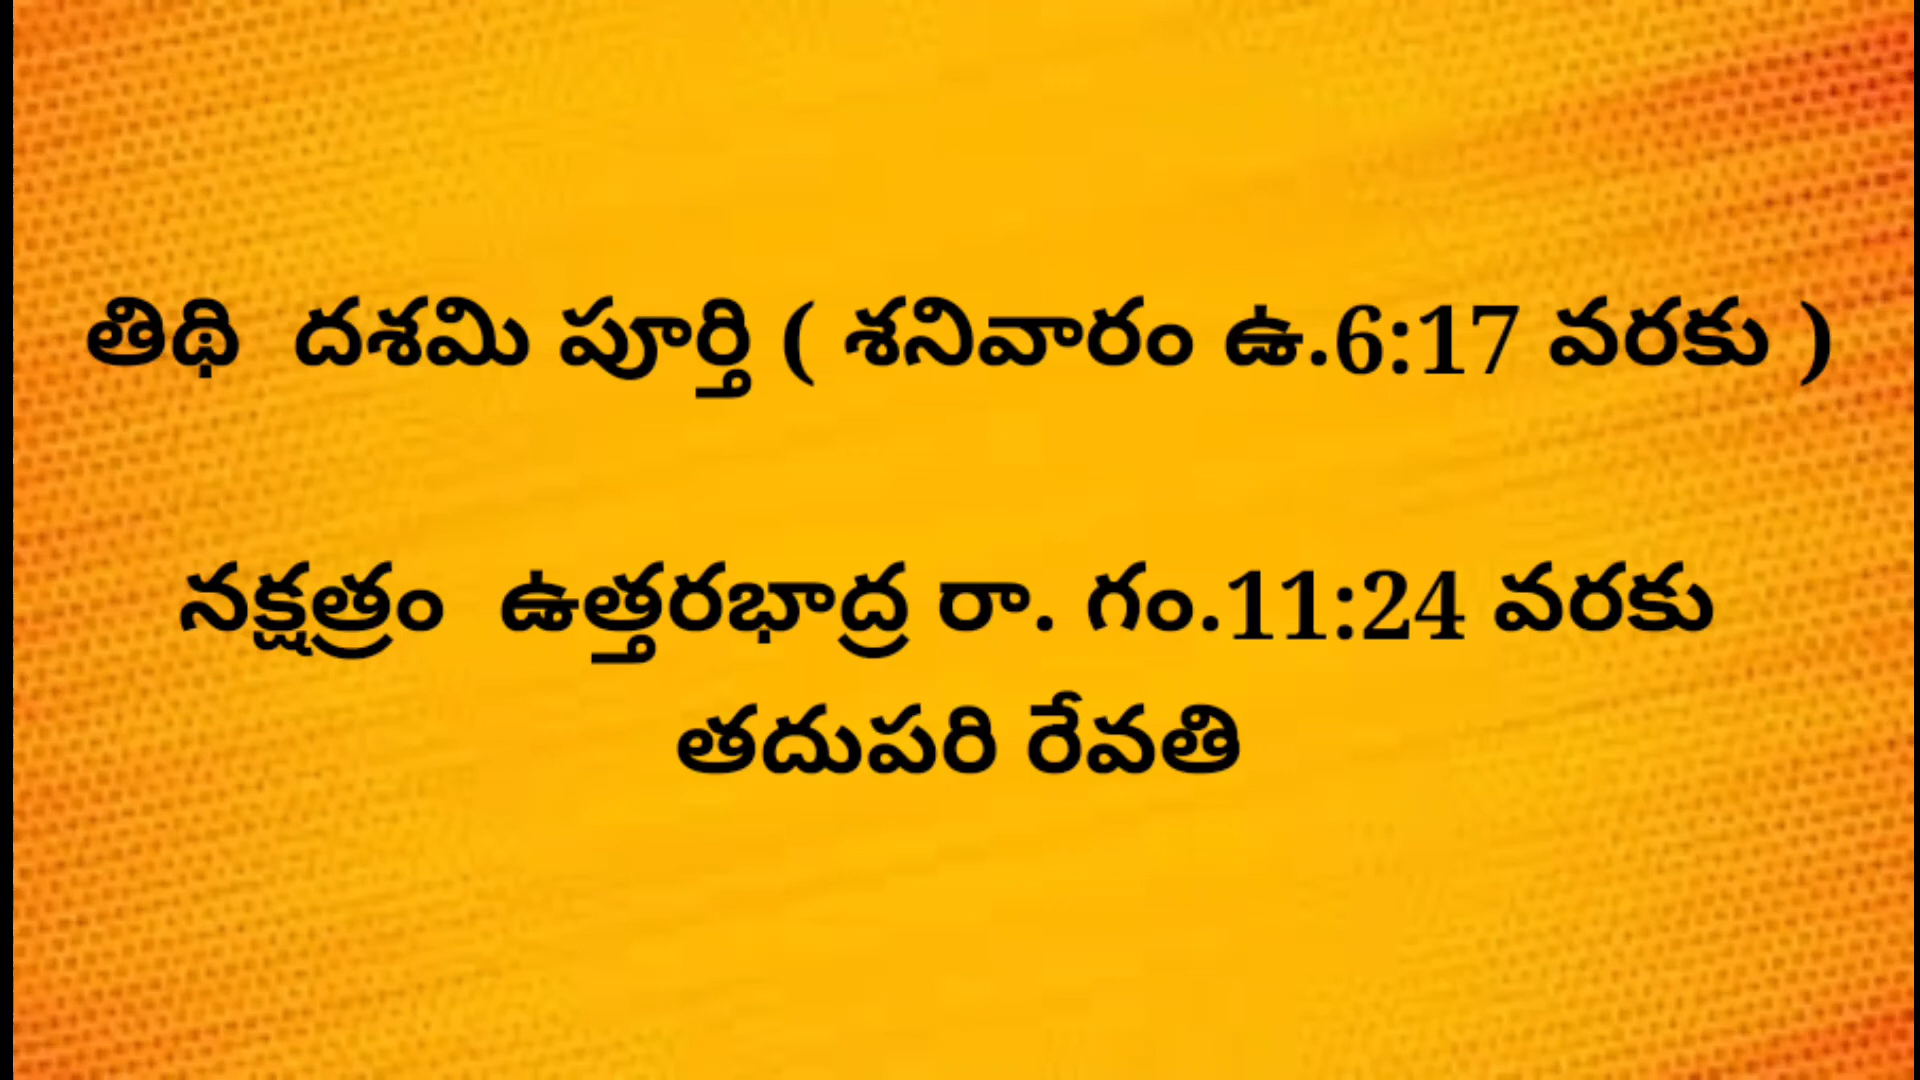 తిథి దశమి పూర్తి ( శనివారం ఉ.6:17 వరకు )
నక్షత్రం ఉత్తరభాద్ర రా. గం.11:24 వరకు
తదుపరి రేవతి